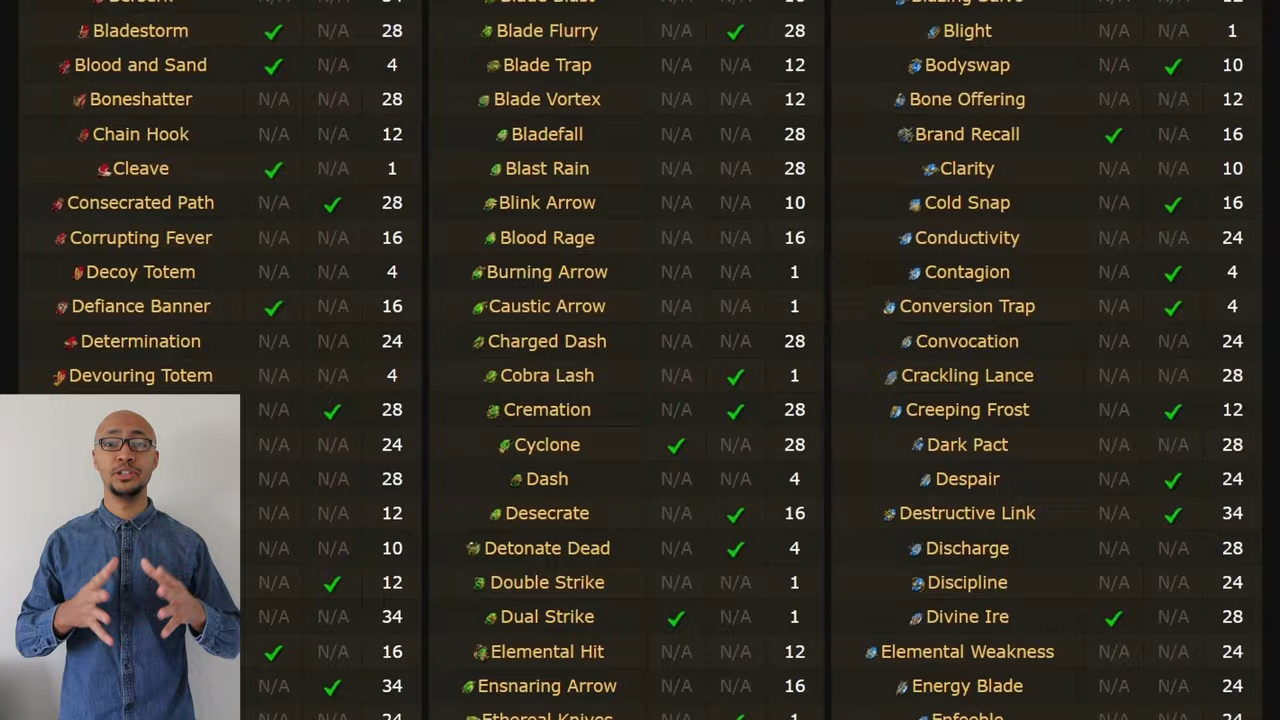 Bladestorm N/A 28 Blade Flurry N/A 28 Blight N/A N/A 1
Blood and Sand N/A 4 Blade Trap N/A N/A 12 Bodyswap N/A 10
Boneshatter N/A N/A 28 Blade Vortex N/A N/A 12 Bone Offering N/A N/A 12
Chain Hook N/A N/A 12 Bladefall N/A N/A 28 Brand Recall N/A 16
Cleave N/A 1 Blast Rain N/A N/A 28 Clarity N/A N/A 10
Consecrated Path N/A 28 Blink Arrow N/A N/A 10 Cold Snap N/A 16
Corrupting Fever N/A N/A 16 Blood Rage N/A N/A 16 Conductivity N/A N/A 24
Decoy Totem N/A N/A 4 Burning Arrow N/A N/A 1 Contagion N/A 4
Defiance Banner N/A 16 Caustic Arrow N/A N/A 1 Conversion Trap N/A 4
Determination N/A N/A 24 Charged Dash N/A N/A 28 Convocation N/A N/A 24
Devouring Totem N/A N/A 4 Cobra Lash N/A 1 Crackling Lance N/A N/A 28
N/A 28 Cremation N/A 28 Creeping Frost N/A 12
N/A N/A 24 Cyclone N/A 28 Dark Pact N/A N/A 28
N/A N/A 28 Dash N/A N/A 4 Despair N/A 24
N/A N/A 12 Desecrate N/A 16 Destructive Link N/A 34
N/A N/A 10 Detonate Dead N/A 4 Discharge N/A N/A 28
N/A 12 Double Strike N/A N/A 1 Discipline N/A N/A 24
N/A N/A 34 Dual Strike N/A 1 Divine Ire N/A 28
N/A 16 Elemental Hit N/A N/A 12 Elemental Weakness N/A N/A 24
N/A 34 Ensnaring Arrow N/A N/A 16 Energy Blade N/A N/A 24